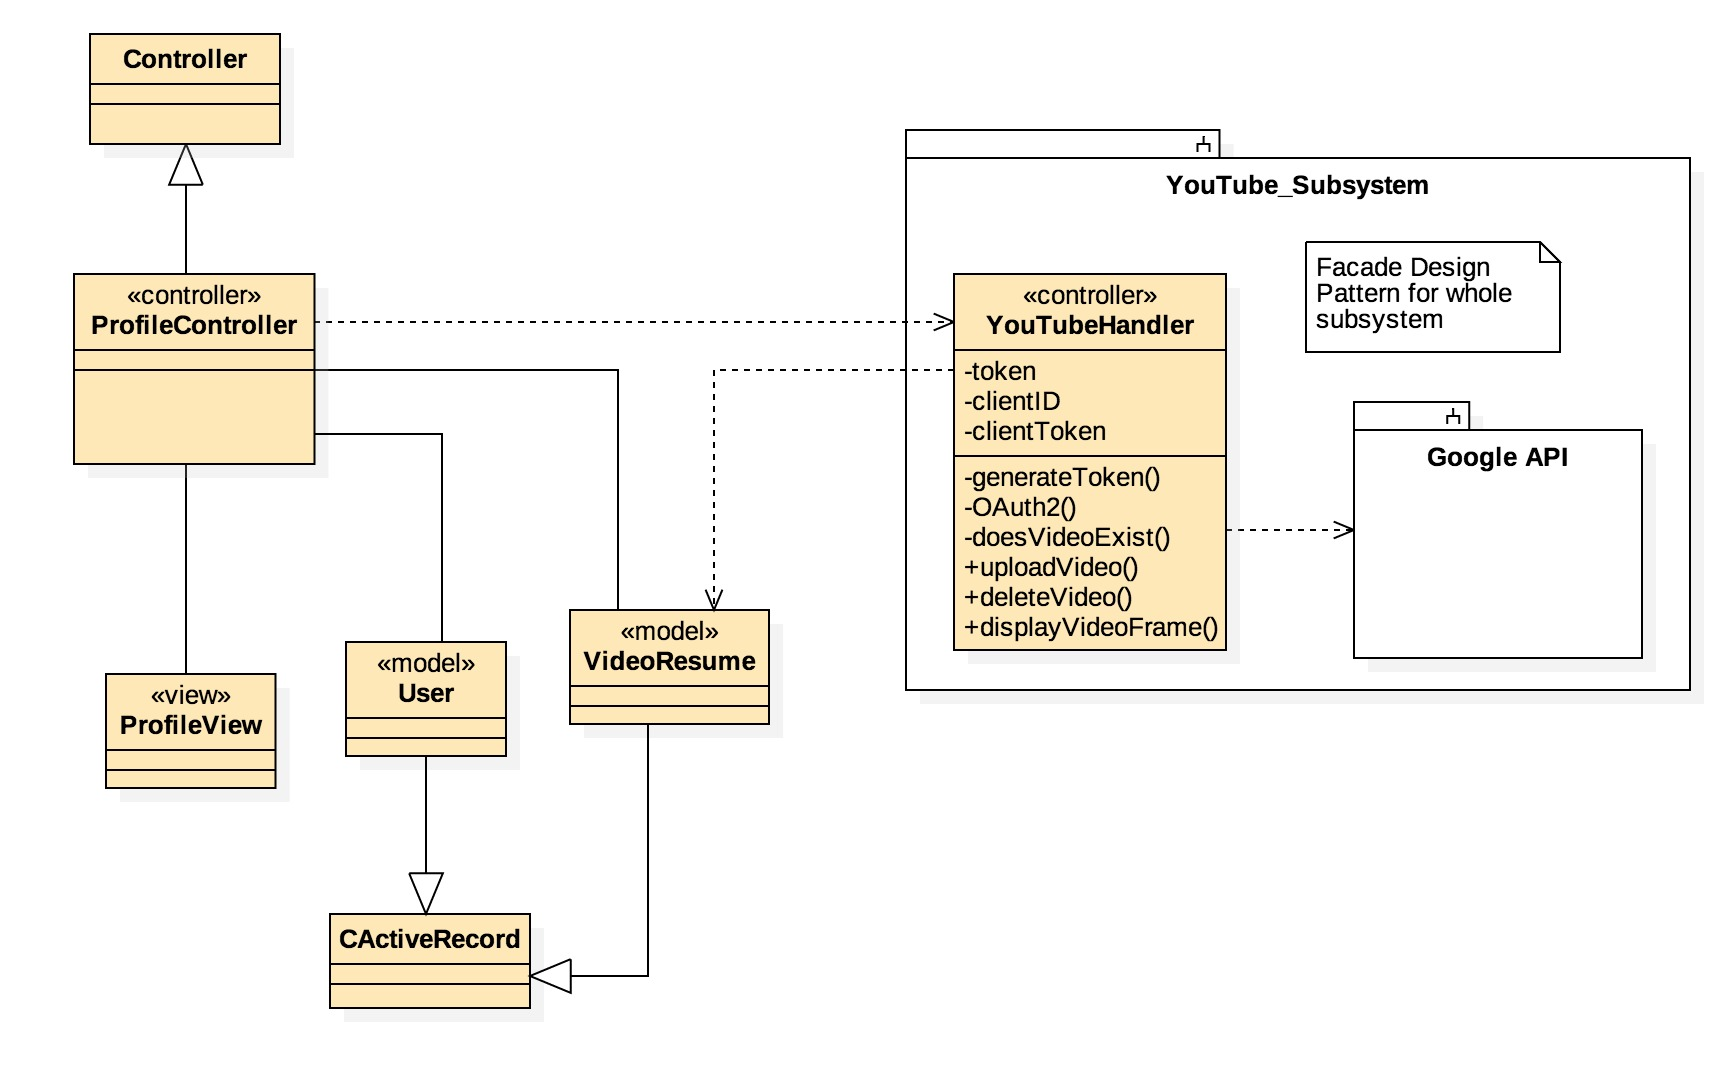 Controller
«controller»
ProfileController
«view»
ProfileView
«model»
User
«model»
VideoResume
CActiveRecord
YouTube_Subsystem
«controller»
YouTubeHandler
-token
-clientID
-clientToken
-generateToken()
-OAuth2()
-doesVideoExist()
+uploadVideo()
+deleteVideo()
+displayVideoFrame()
Facade Design
Pattern for whole
subsystem
Google API